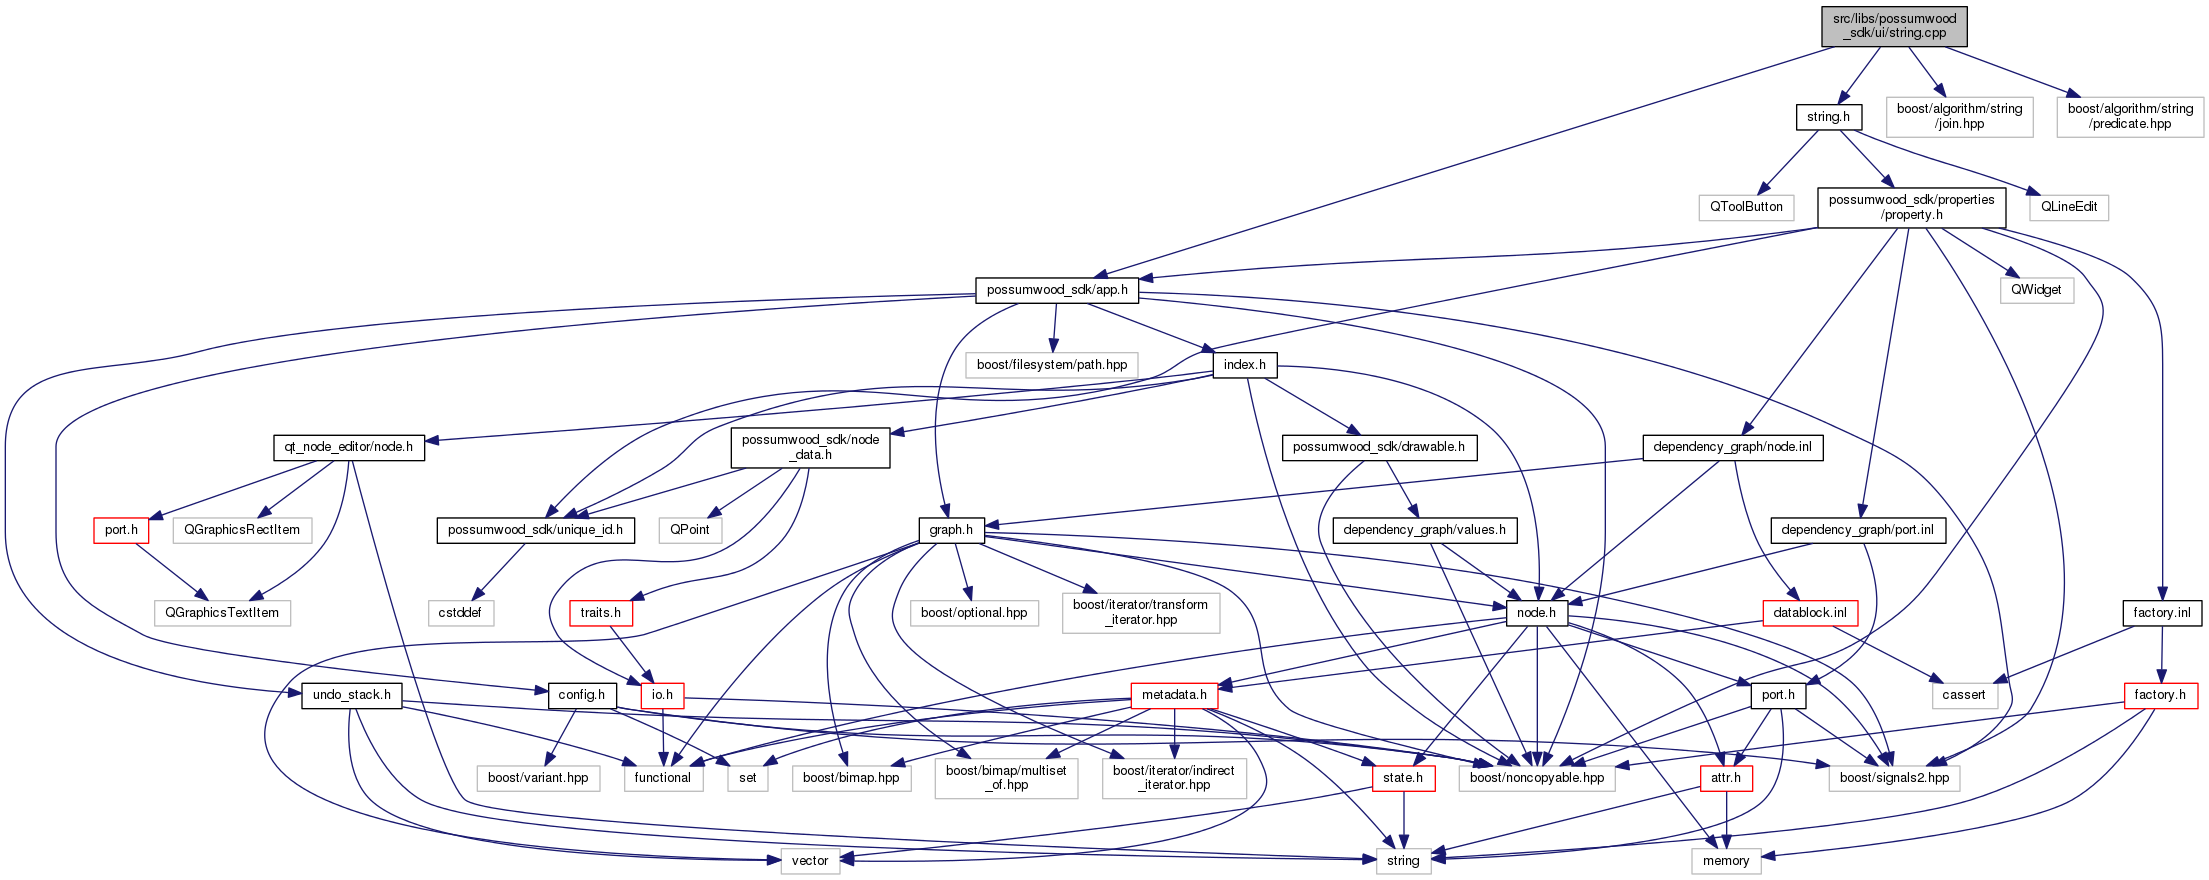 src/libs/possumwood
_sdk/ui/string.cpp
string.h
boost/algorithm/string
/join.hpp
boost/algorithm/string
/predicate.hpp
QToolButton
possumwood_sdk/properties
/property.h
QLineEdit
possumwood_sdk/app.h
QWidget
boost/filesystem/path.hpp
index.h
qt_node_editor/node.h
possumwood_sdk/node
_data.h
possumwood_sdk/drawable.h
dependency_graph/node.inl
port.h
QGraphicsRectItem
possumwood_sdk/unique_id.h
QPoint
graph.h
dependency_graph/values.h
dependency_graph/port.inl
QGraphicsTextItem
cstddef
traits.h
boost/optional.hpp
boost/iterator/transform
_iterator.hpp
node.h
datablock.inl
factory.inl
undo_stack.h
config.h
io.h
metadata.h
port.h
cassert
factory.h
boost/variant.hpp
functional
set
boost/bimap.hpp
boost/bimap/multiset
_of.hpp
boost/iterator/indirect
_iterator.hpp
state.h
boost/noncopyable.hpp
attr.h
boost/signals2.hpp
vector
string
memory